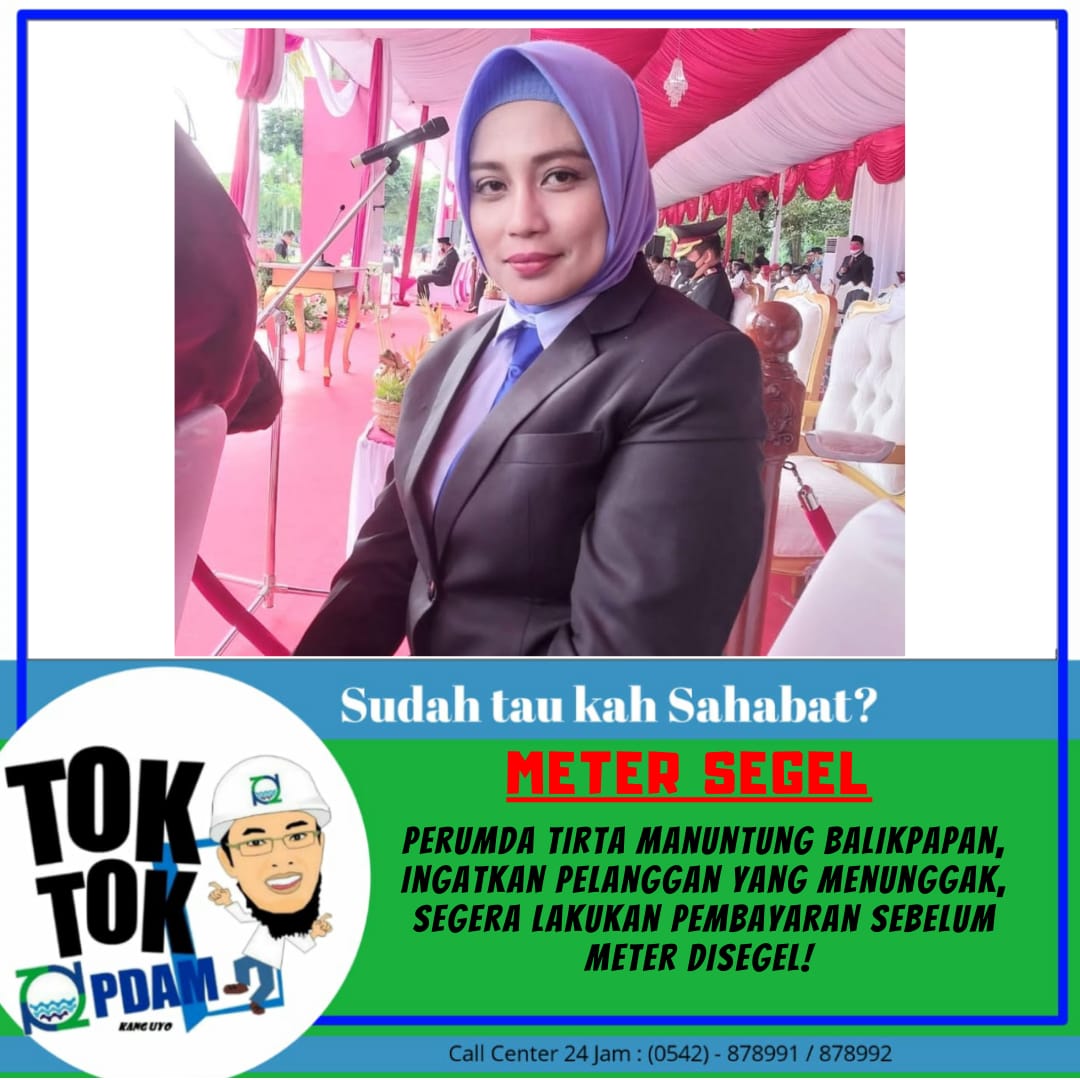 Sudah tau kah Sahabat?
METER SEGEL
PERUMDA TIRTA MANUNTUNG BALIKPAPAN,
INGATKAN PELANGGAN YANG MENUNGGAK,
SEGERA LAKUKAN PEMBAYARAN SEBELUM
METER DISEGEL!
TOK
TOK
PDAM
KANG UYO
Call Center 24 Jam : (0542) - 878991 / 878992